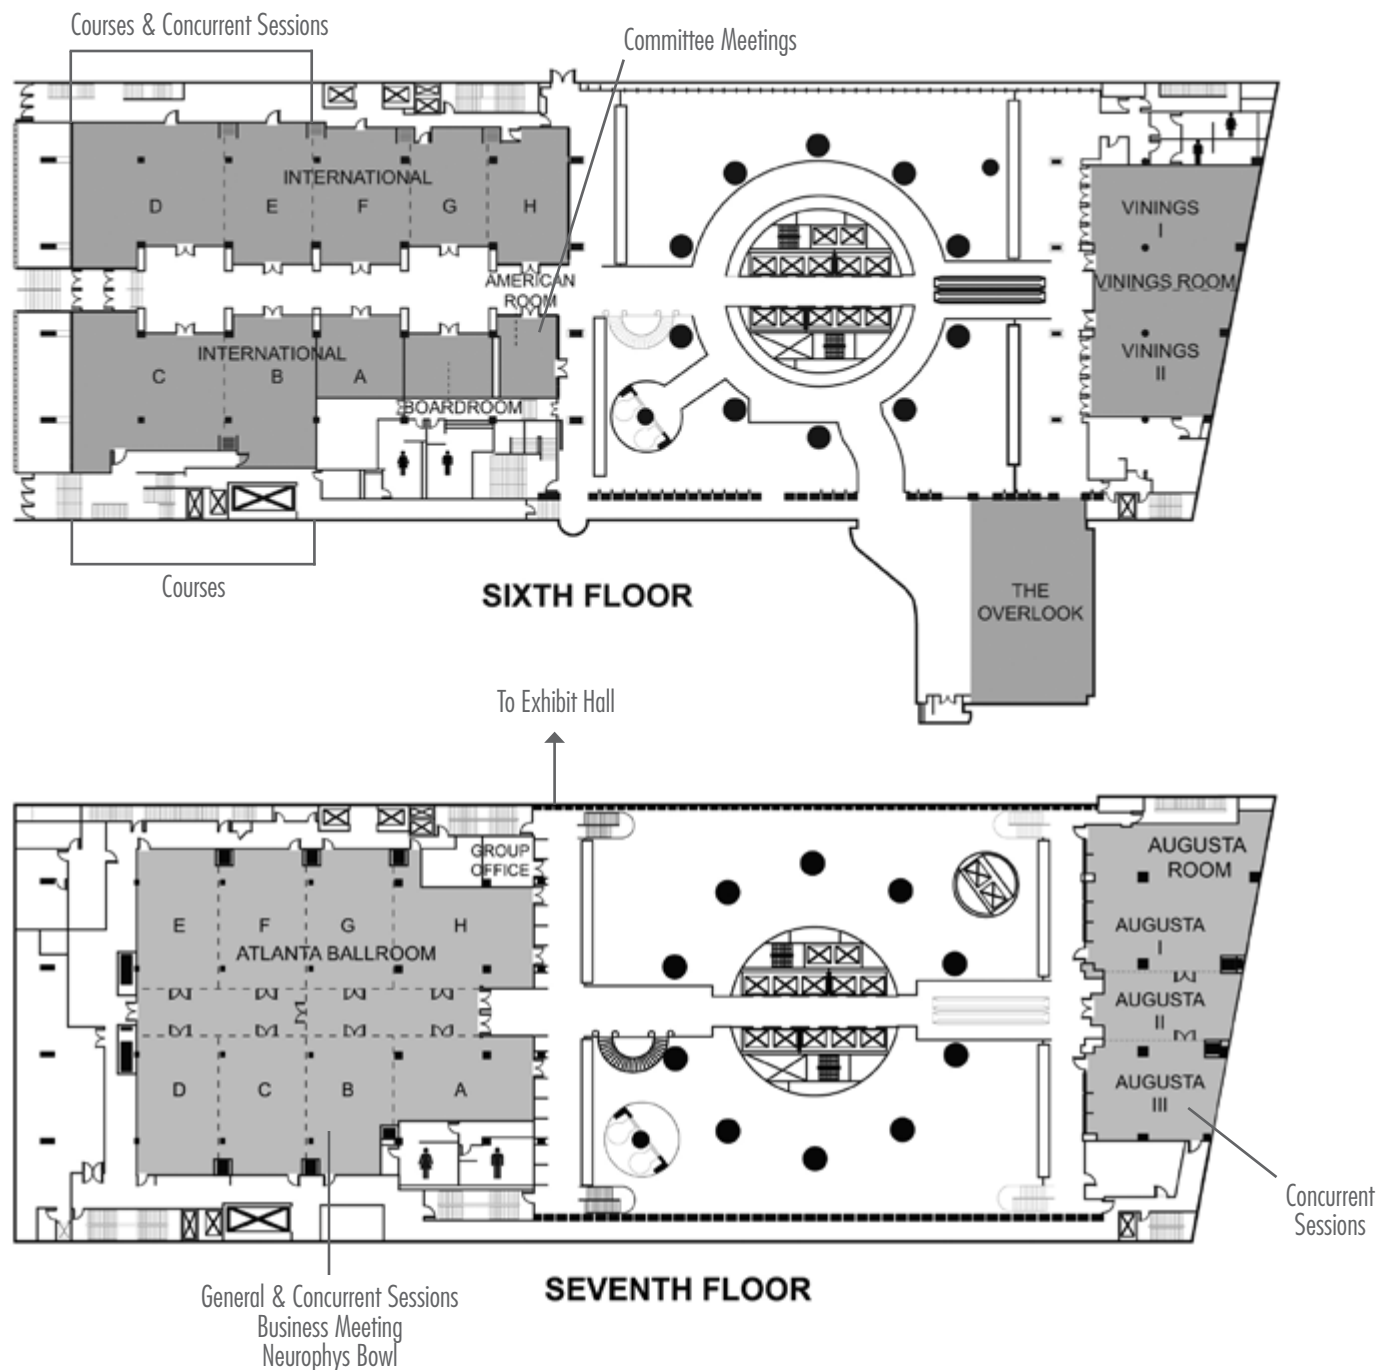 Courses & Concurrent Sessions
Committee Meetings
INTERNATIONAL
D
E
F
G
H
VININGS
I
AMERICAN
ROOM
VININGS ROOM
INTERNATIONAL
C
B
A
VININGS
II
BOARDROOM
Courses
SIXTH FLOOR
THE
OVERLOOK
To Exhibit Hall
GROUP
OFFICE
AUGUSTA
ROOM
E
F
G
H
ATLANTA BALLROOM
AUGUSTA
I
AUGUSTA
II
D
C
B
A
AUGUSTA
III
Concurrent
Sessions
SEVENTH FLOOR
General & Concurrent Sessions
Business Meeting
Neurophys Bowl